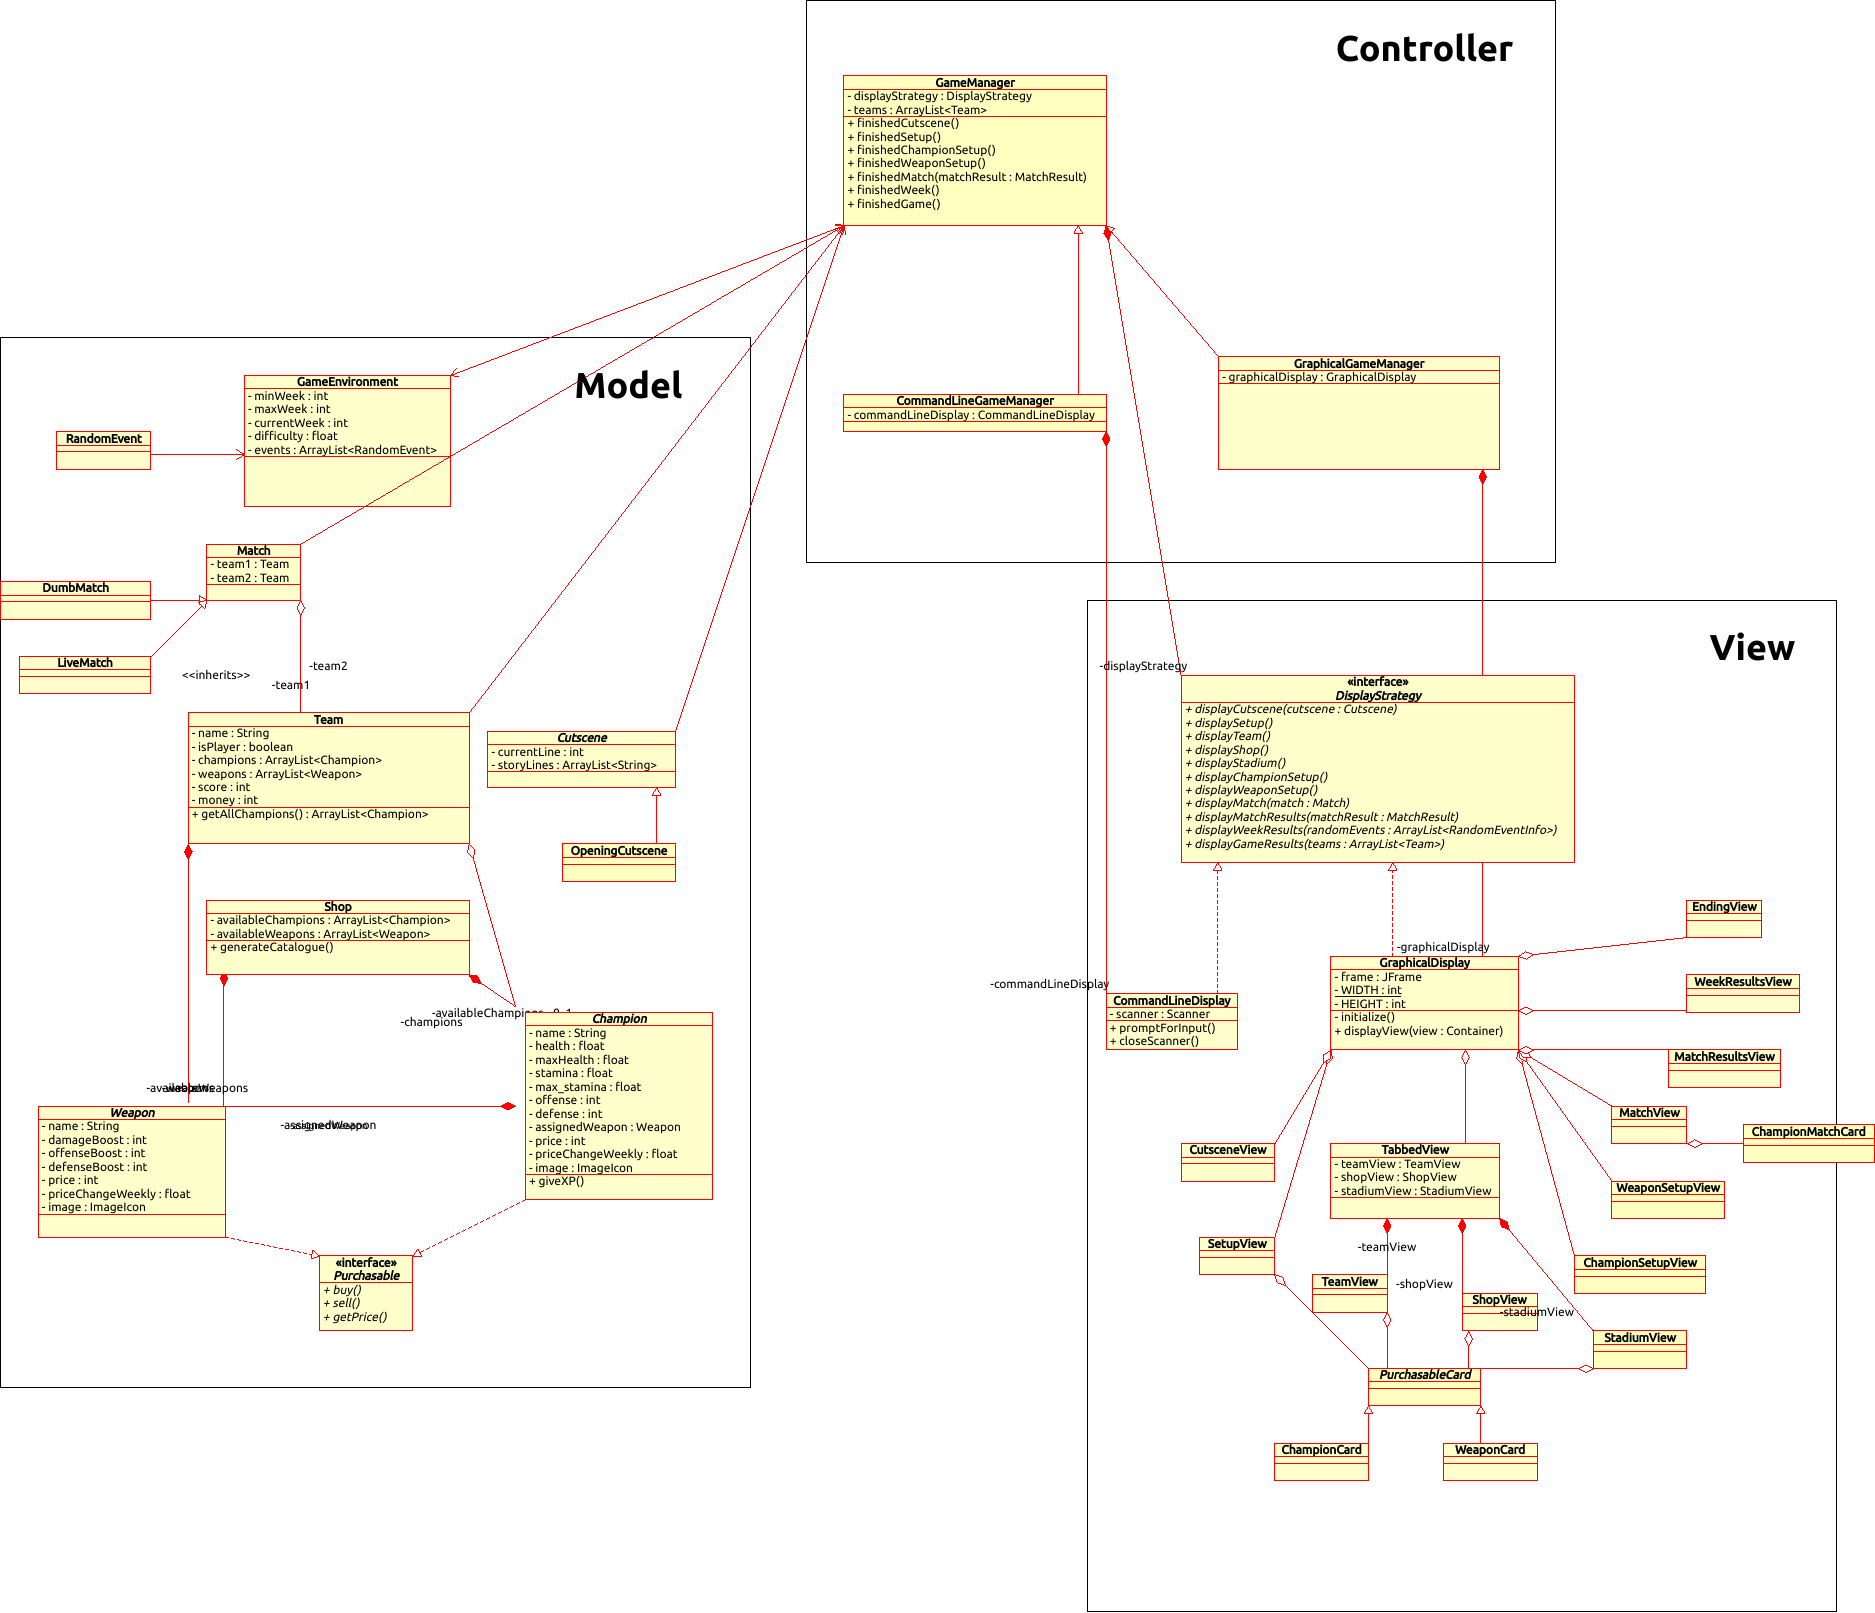 Controller
GameManager
- displayStrategy : DisplayStrategy
- teams : ArrayList<Team>
+ finishedCutscene()
+ finishedSetup()
+ finishedChampionSetup()
+ finishedWeaponSetup()
+ finishedMatch(matchResult : MatchResult)
+ finishedWeek()
+ finishedGame()
CommandLineGameManager
- commandLineDisplay : CommandLineDisplay
GraphicalGameManager
- graphicalDisplay : GraphicalDisplay
Model
GameEnvironment
- minWeek : int
- maxWeek : int
- currentWeek : int
- difficulty : float
- events : ArrayList<RandomEvent>
RandomEvent
Match
- team1 : Team
- team2 : Team
DumbMatch
LiveMatch
<<inherits>>
-team2
-team1
Team
- name : String
- isPlayer : boolean
- champions : ArrayList<Champion>
- weapons : ArrayList<Weapon>
- score : int
- money : int
+ getAllChampions() : ArrayList<Champion>
Cutscene
- currentLine : int
- storyLines : ArrayList<String>
OpeningCutscene
Shop
- availableChampions : ArrayList<Champion>
- availableWeapons : ArrayList<Weapon>
+ generateCatalogue()
-availableChampions
-champions
Champion
- name : String
- health : float
- maxHealth : float
- stamina : float
- max_stamina : float
- offense : int
- defense : int
- assignedWeapon : Weapon
- price : int
- priceChangeWeekly : float
- image : ImageIcon
+ giveXP()
-assignedWeapon
Weapon
- name : String
- damageBoost : int
- offenseBoost : int
- defenseBoost : int
- price : int
- priceChangeWeekly : float
- image : ImageIcon
«interface»
Purchasable
+ buy()
+ sell()
+ getPrice()
View
-displayStrategy
«interface»
DisplayStrategy
+ displayCutscene(cutscene : Cutscene)
+ displaySetup()
+ displayTeam()
+ displayShop()
+ displayStadium()
+ displayChampionSetup()
+ displayWeaponSetup()
+ displayMatch(match : Match)
+ displayMatchResults(matchResult : MatchResult)
+ displayWeekResults(randomEvents : ArrayList<RandomEventInfo>)
+ displayGameResults(teams : ArrayList<Team>)
-commandLineDisplay
CommandLineDisplay
- scanner : Scanner
+ promptForInput()
+ closeScanner()
-graphicalDisplay
GraphicalDisplay
- frame : JFrame
- WIDTH : int
- HEIGHT : int
- initialize()
+ displayView(view : Container)
EndingView
WeekResultsView
MatchResultsView
MatchView
ChampionMatchCard
WeaponSetupView
ChampionSetupView
CutsceneView
TabbedView
- teamView : TeamView
- shopView : ShopView
- stadiumView : StadiumView
SetupView
-teamView
TeamView
-shopView
ShopView
-stadiumView
StadiumView
PurchasableCard
ChampionCard
WeaponCard